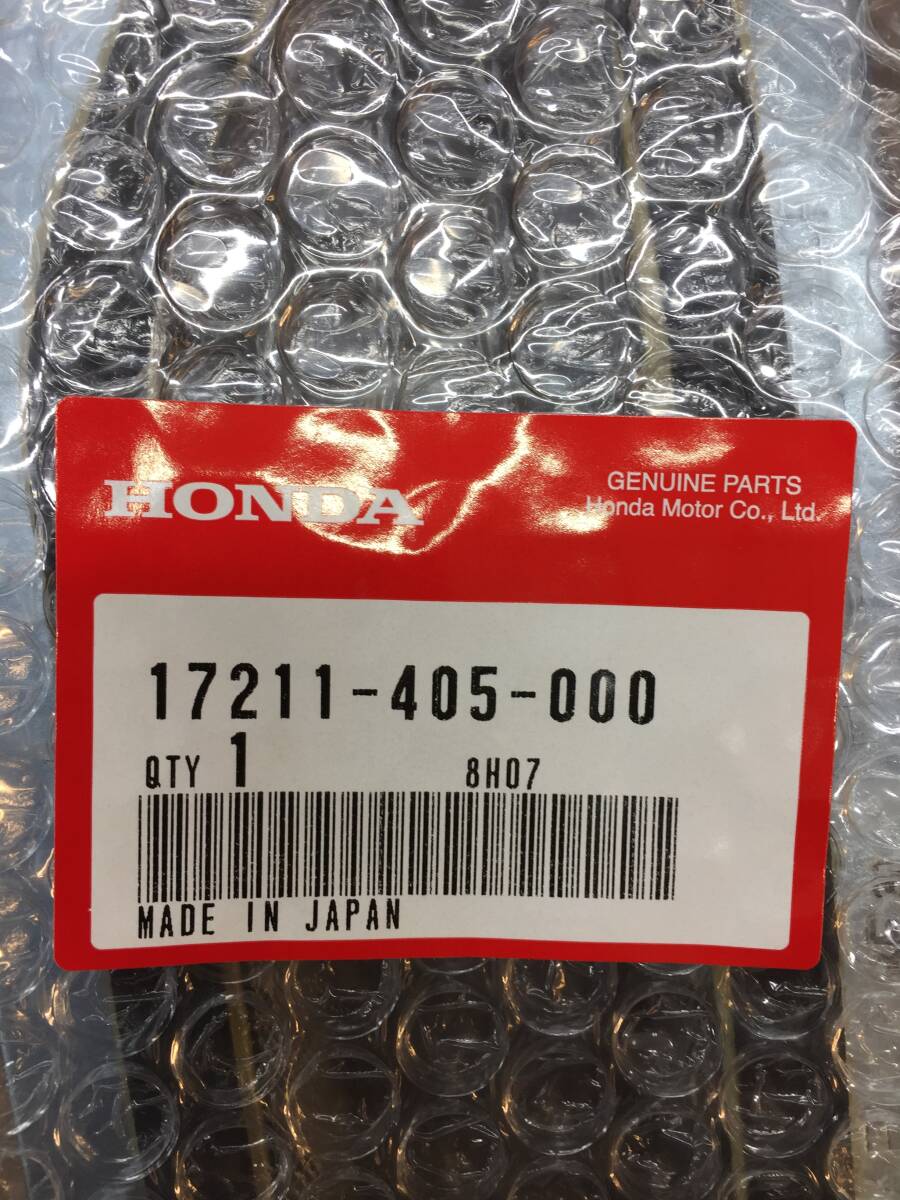 HONDA
GENUINE PARTS
Honda Motor Co., Ltd.
17211-405-000
QTY 1 8H07
MADE IN JAPAN